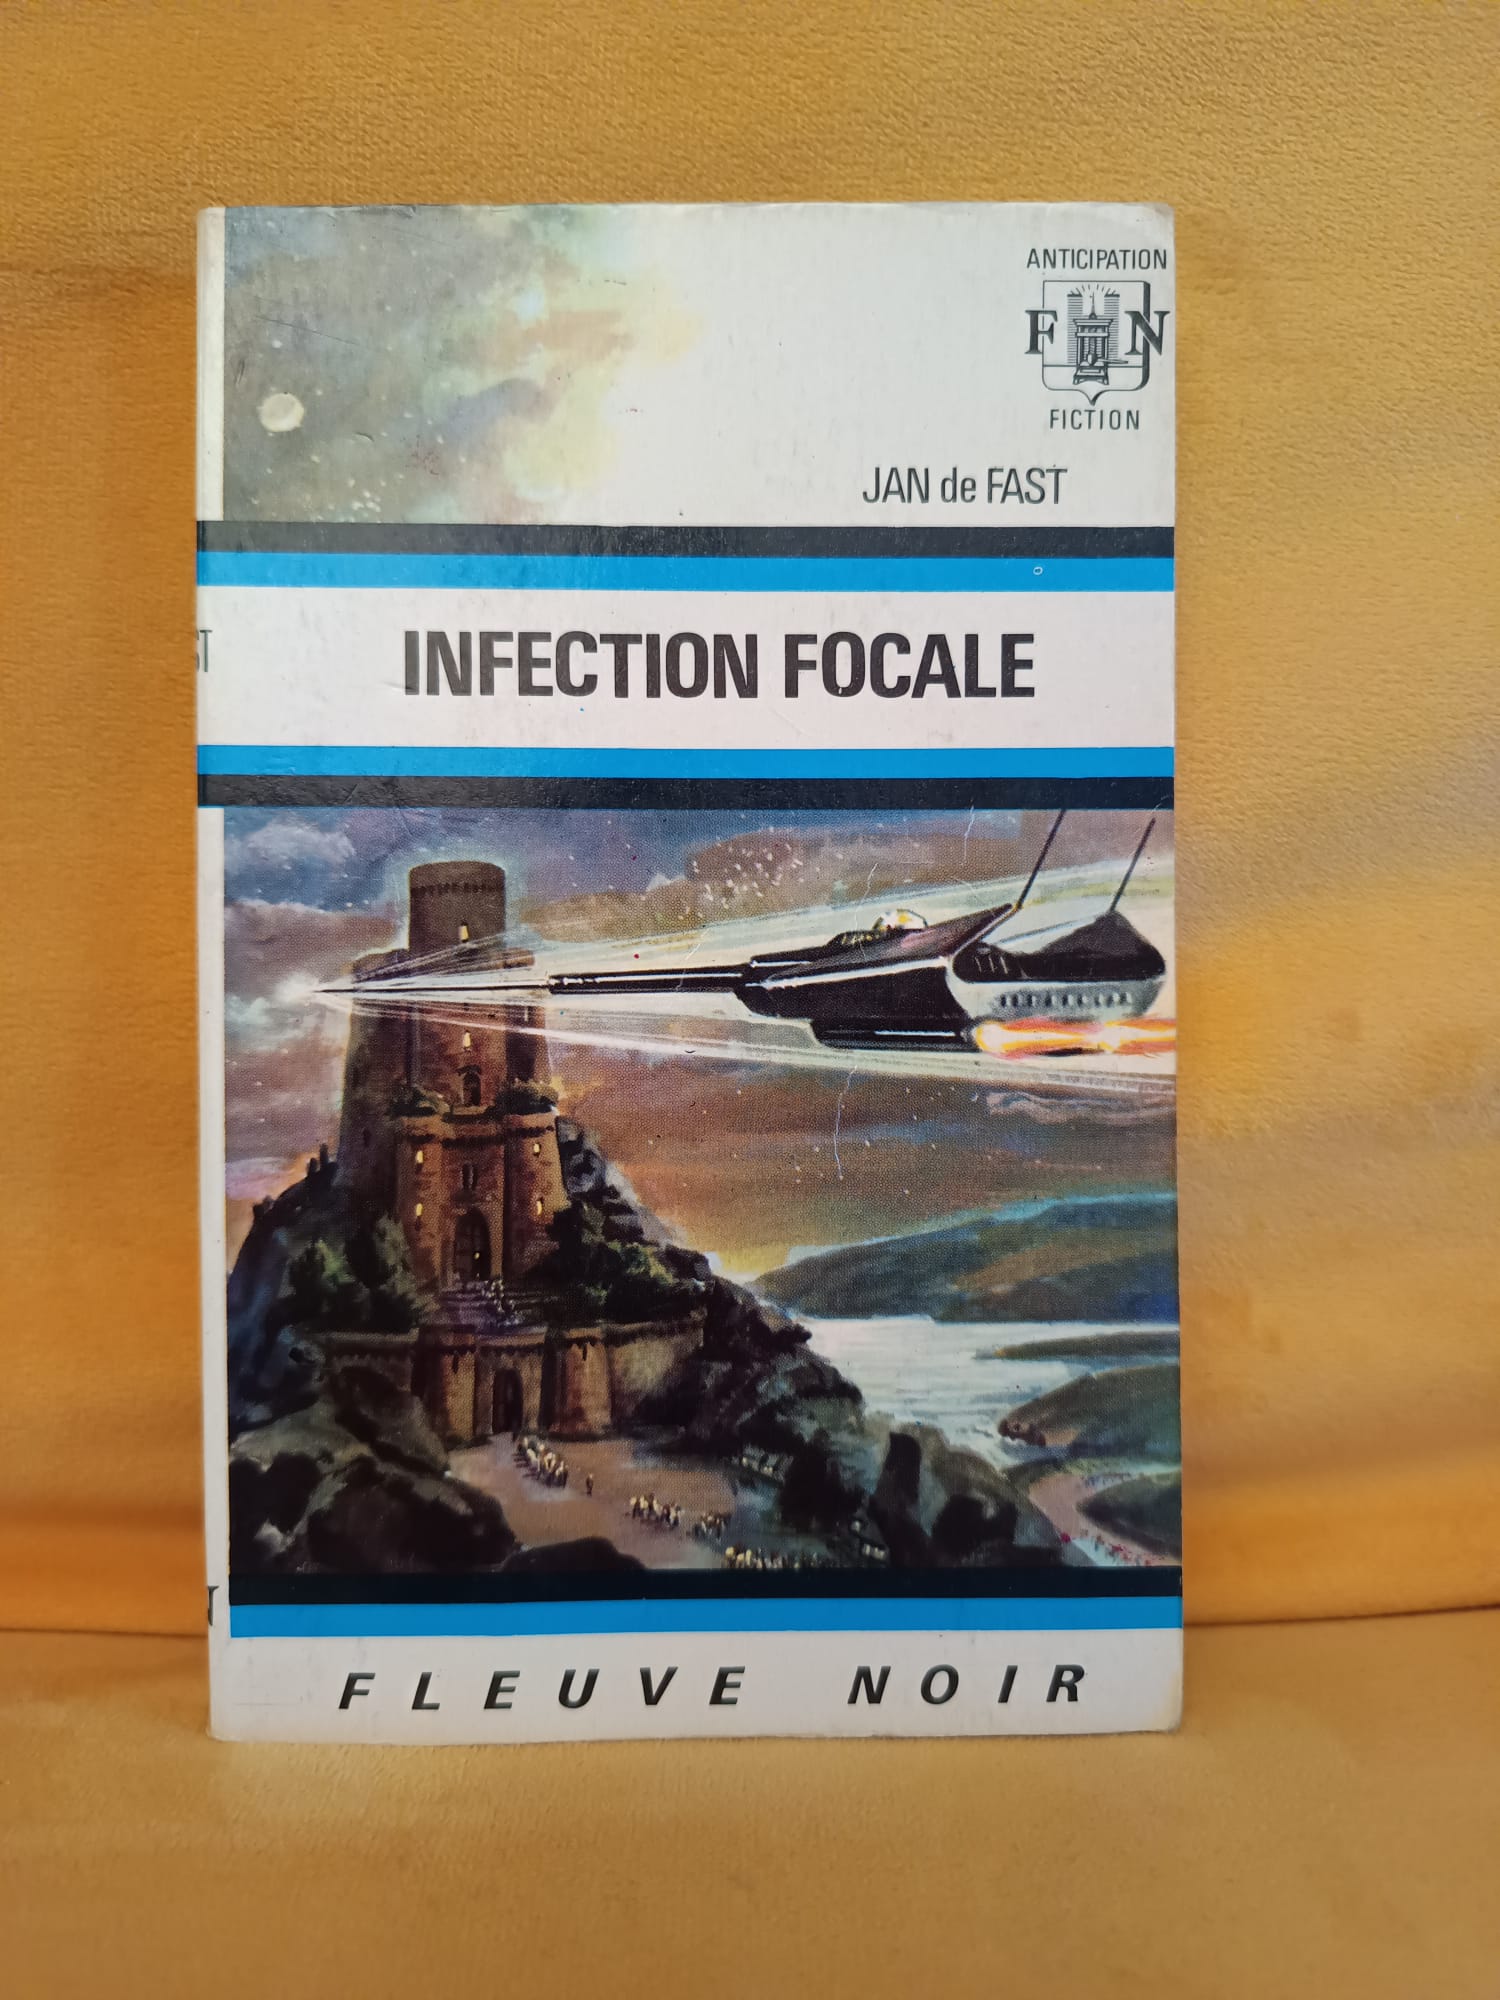 ANTICIPATION
F N
FICTION
JAN de FAST
INFECTION FOCALE
FLEUVE NOIR